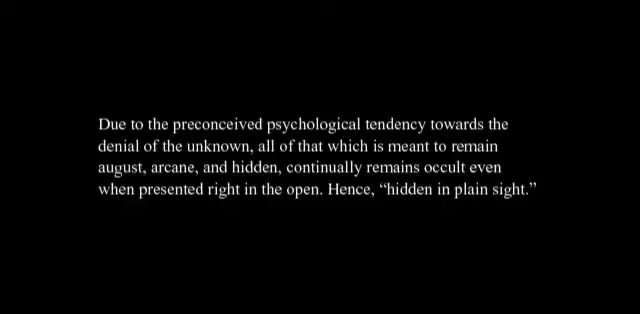 Due to the preconceived psychological tendency towards the
denial of the unknown, all of that which is meant to remain
august, arcane, and hidden, continually remains occult even
when presented right in the open. Hence, “hidden in plain sight.”